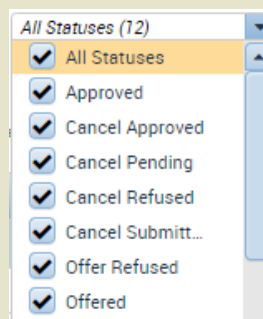 All Statuses (12)
All Statuses
Approved
Cancel Approved
Cancel Pending
Cancel Refused
Cancel Submitt...
Offer Refused
Offered